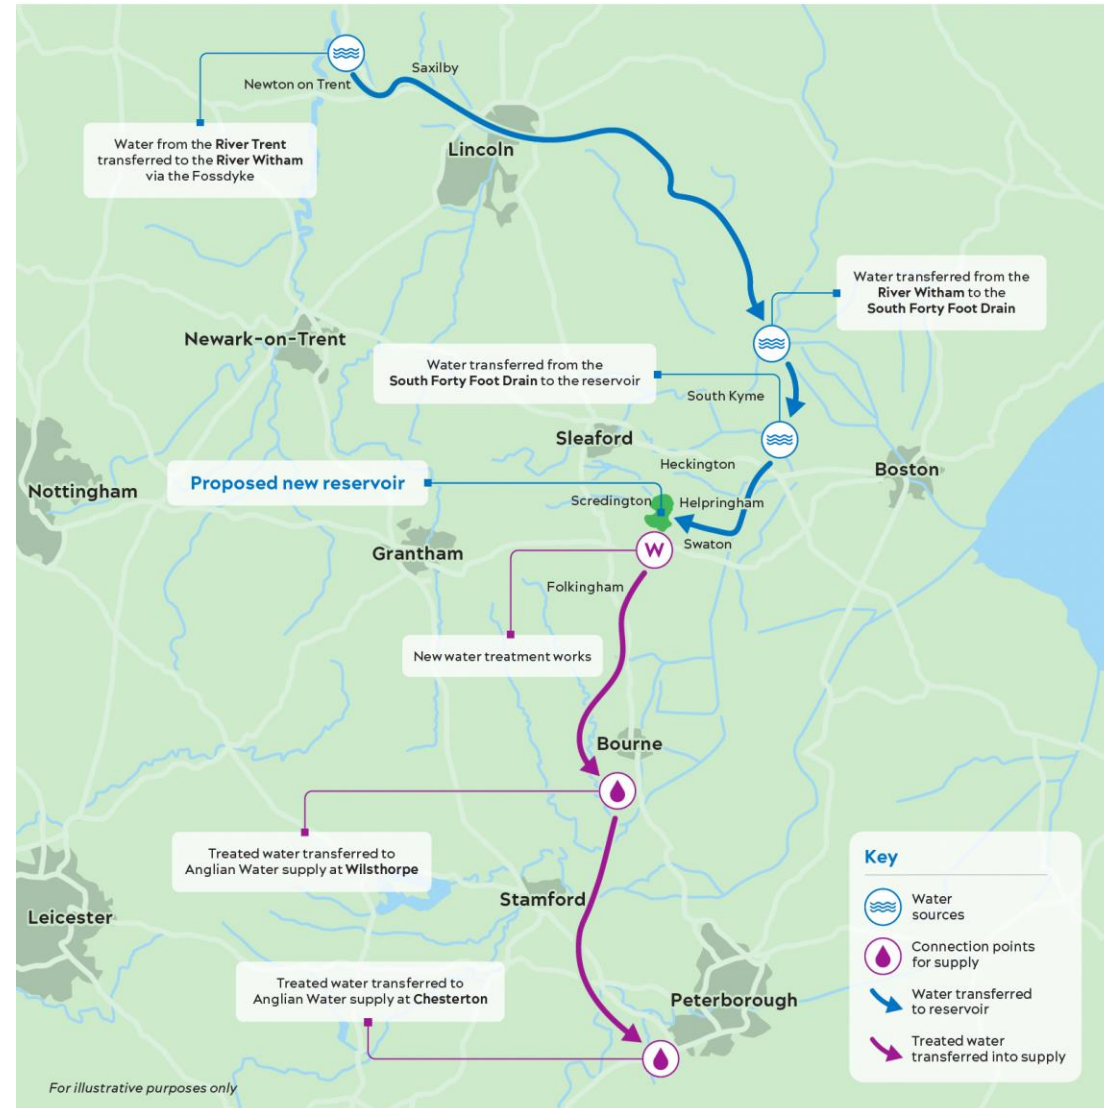 Saxilby
Newton on Trent
Water from the River Trent
transferred to the River Witham
via the Fossdyke
Lincoln
Water transferred from the
River Witham to the
South Forty Foot Drain
Newark-on-Trent
Water transferred from the
South Forty Foot Drain to the reservoir
South Kyme
Sleaford
Heckington
Boston
Proposed new reservoir
Nottingham
Scredington
Helpringham
Grantham
W
Swaton
Folkingham
New water treatment works
Bourne
Treated water transferred to
Anglian Water supply at Wilsthorpe
Stamford
Leicester
Treated water transferred to
Anglian Water supply at Chesterton
Peterborough
Key
Water
sources
Connection points
for supply
Water transferred
to reservoir
Treated water
transferred into supply
For illustrative purposes only